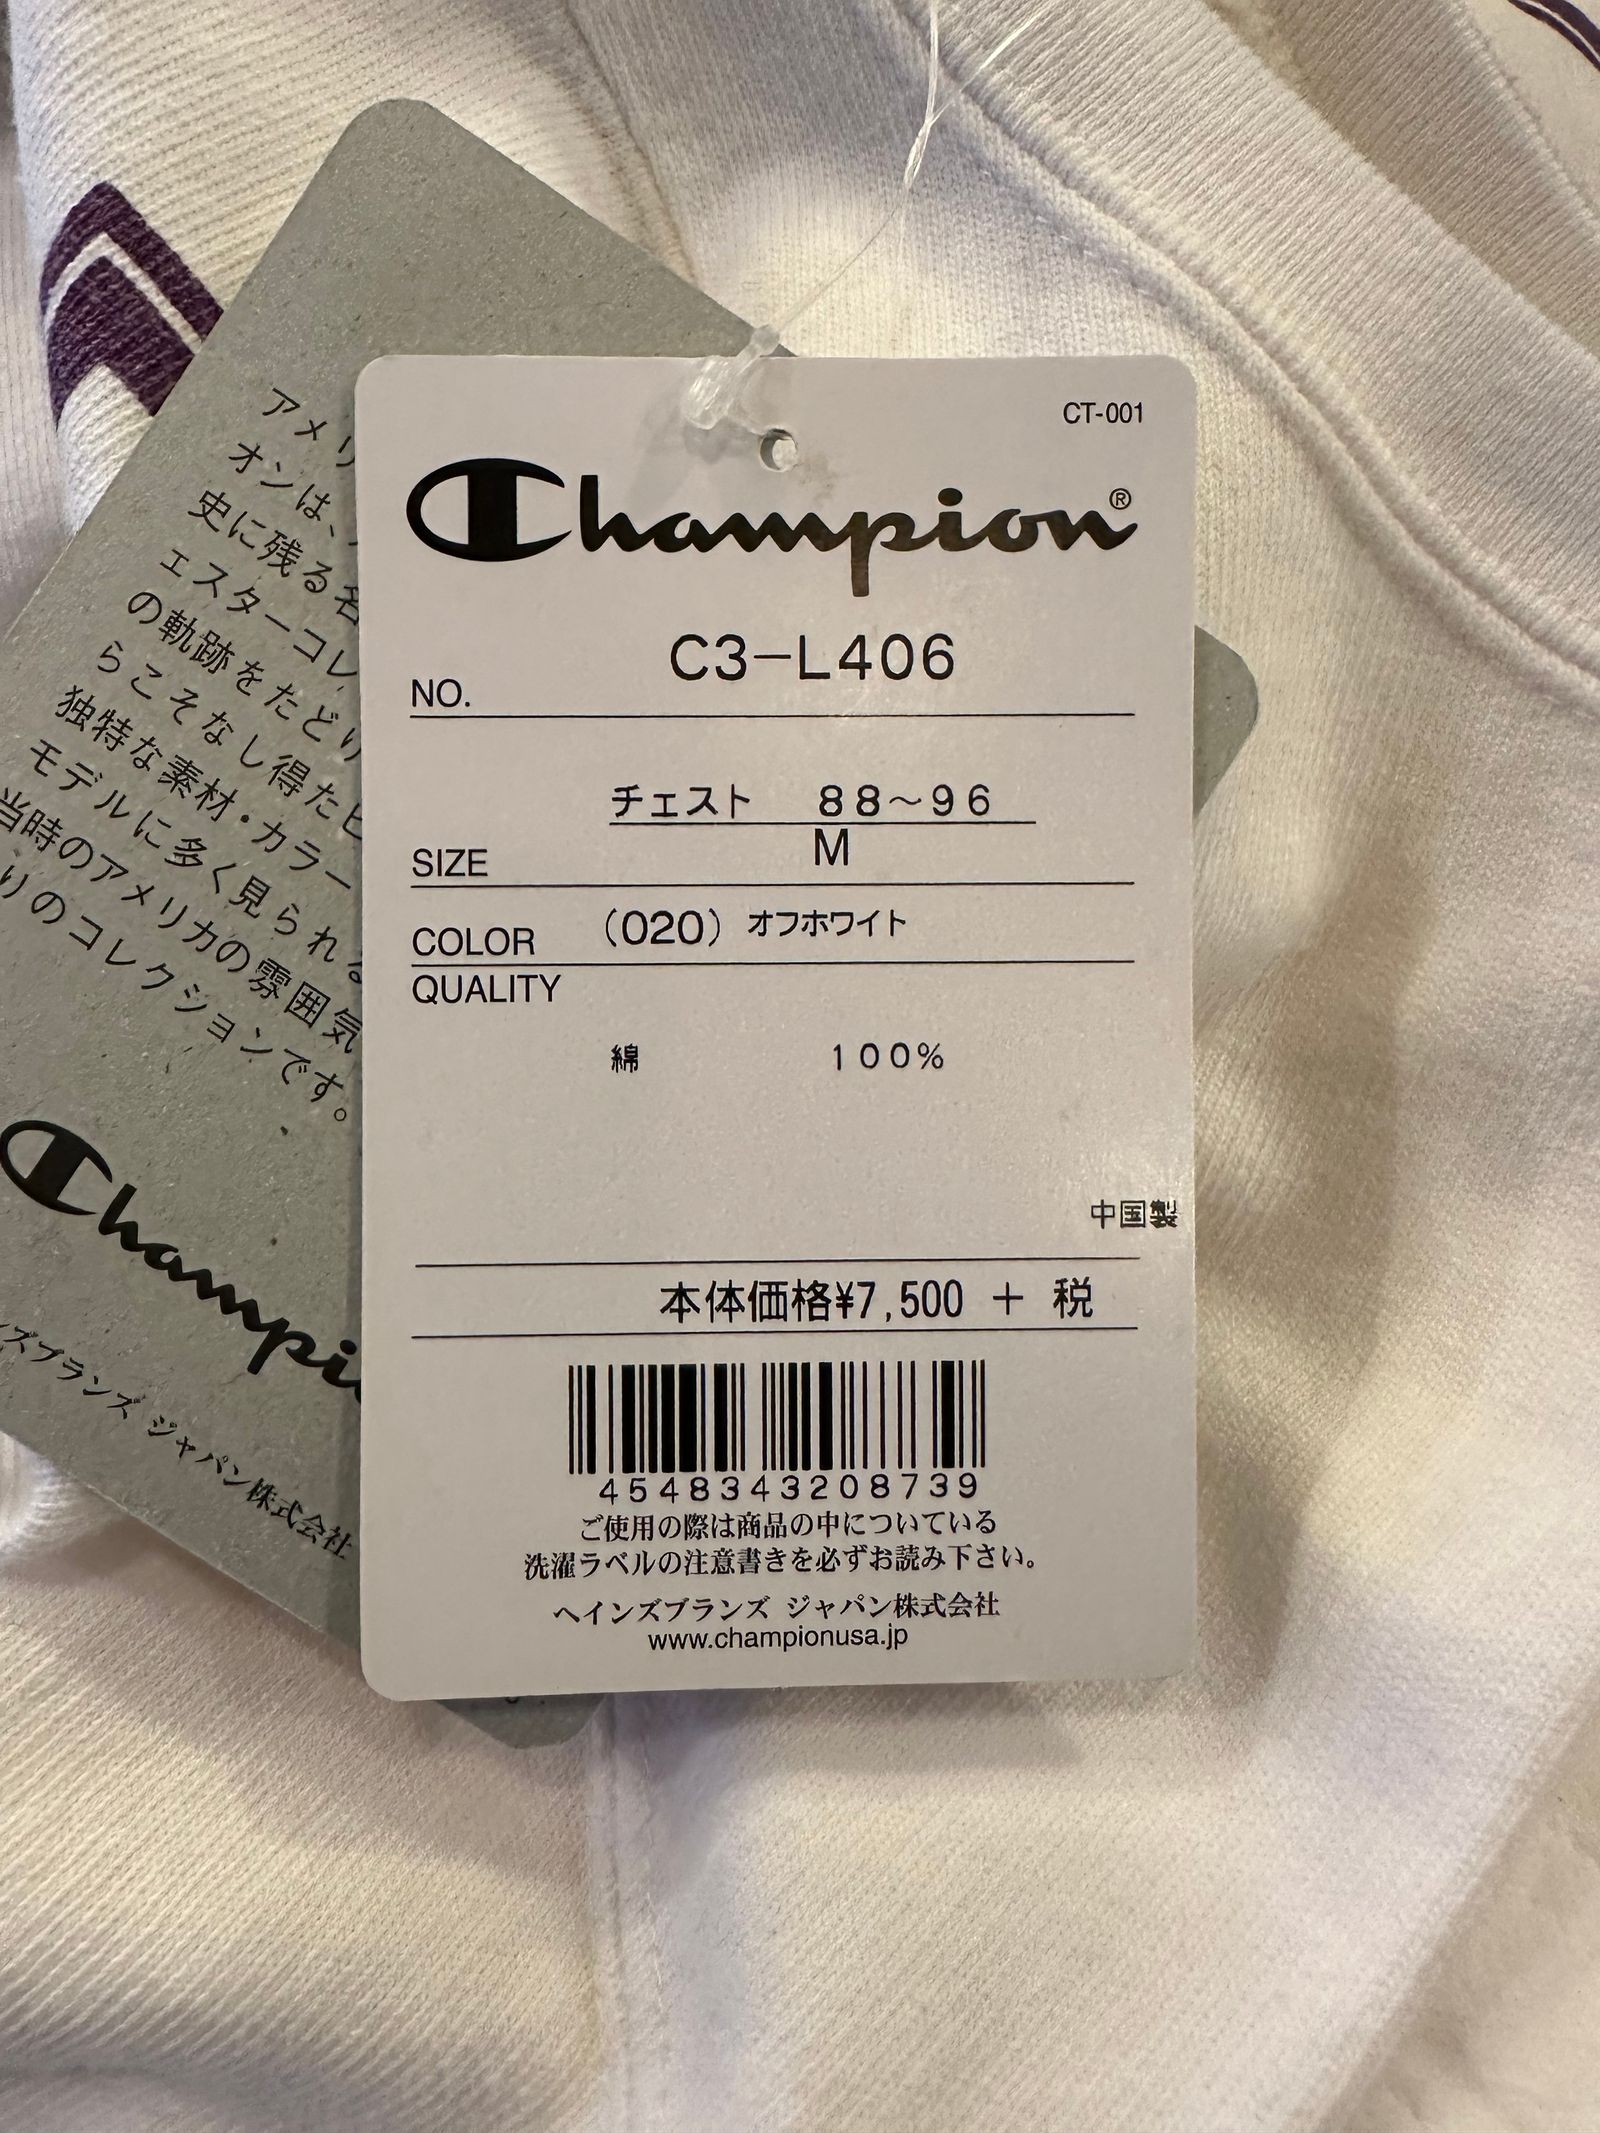 CT-001
Champion®
NO. C3-L406
チェスト 88～96
SIZE M
COLOR (020) オフホワイト
QUALITY
綿 100%
中国製
本体価格¥7,500 + 税
4548343208739
ご使用の際は商品の中についている
洗濯ラベルの注意書きを必ずお読み下さい。
ヘインズブランズ ジャパン株式会社
www.championusa.jp
アメリ
オンは、
史に残る名
ェスターコレ
の軌跡をたどり
らこそなし得たヒ
独特な素材・カラー
モデルに多く見られる
当時のアメリカの雰囲気
りのコレクションです。
Champi
ズブランズ ジャパン株式会社